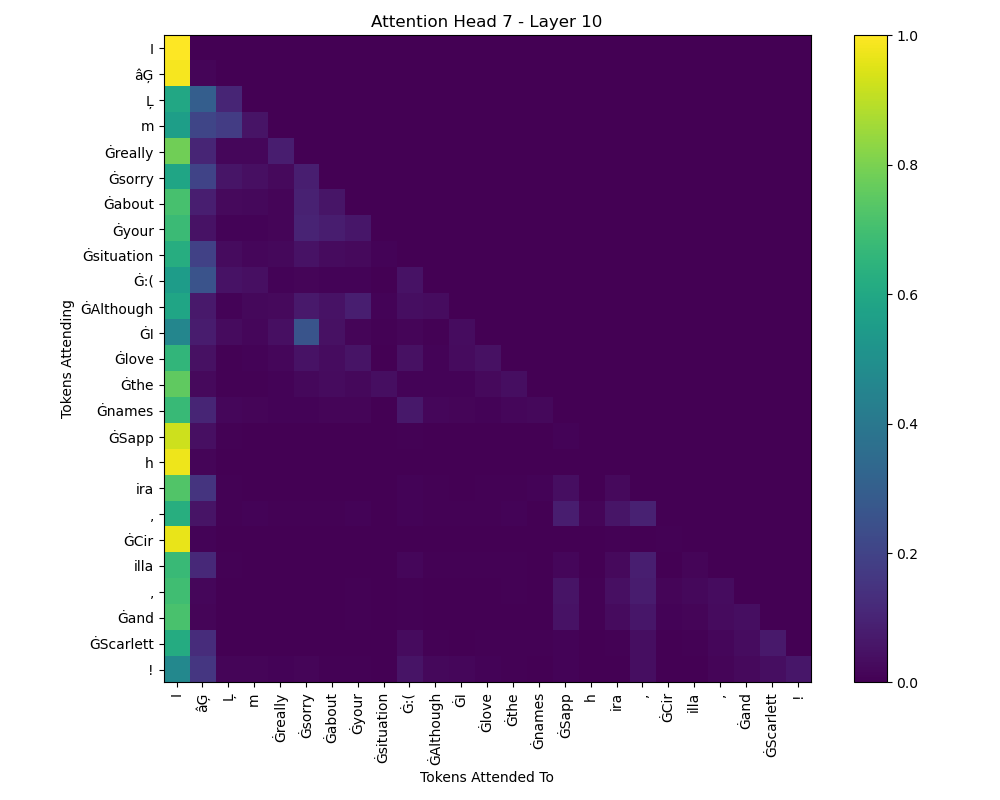 Attention Head 7 - Layer 10
Tokens Attending
I
âĢ
Ļ
m
Ġreally
Ġsorry
Ġabout
Ġyour
Ġsituation
Ġ:(
ĠAlthough
ĠI
Ġlove
Ġthe
Ġnames
ĠSapp
h
ira
,
ĠCir
illa
,
Ġand
ĠScarlett
!
I
âĢ
Ļ
m
Ġreally
Ġsorry
Ġabout
Ġyour
Ġsituation
Ġ:(
ĠAlthough
ĠI
Ġlove
Ġthe
Ġnames
ĠSapp
h
ira
,
ĠCir
illa
,
Ġand
ĠScarlett
!
Tokens Attended To
1.0
0.8
0.6
0.4
0.2
0.0